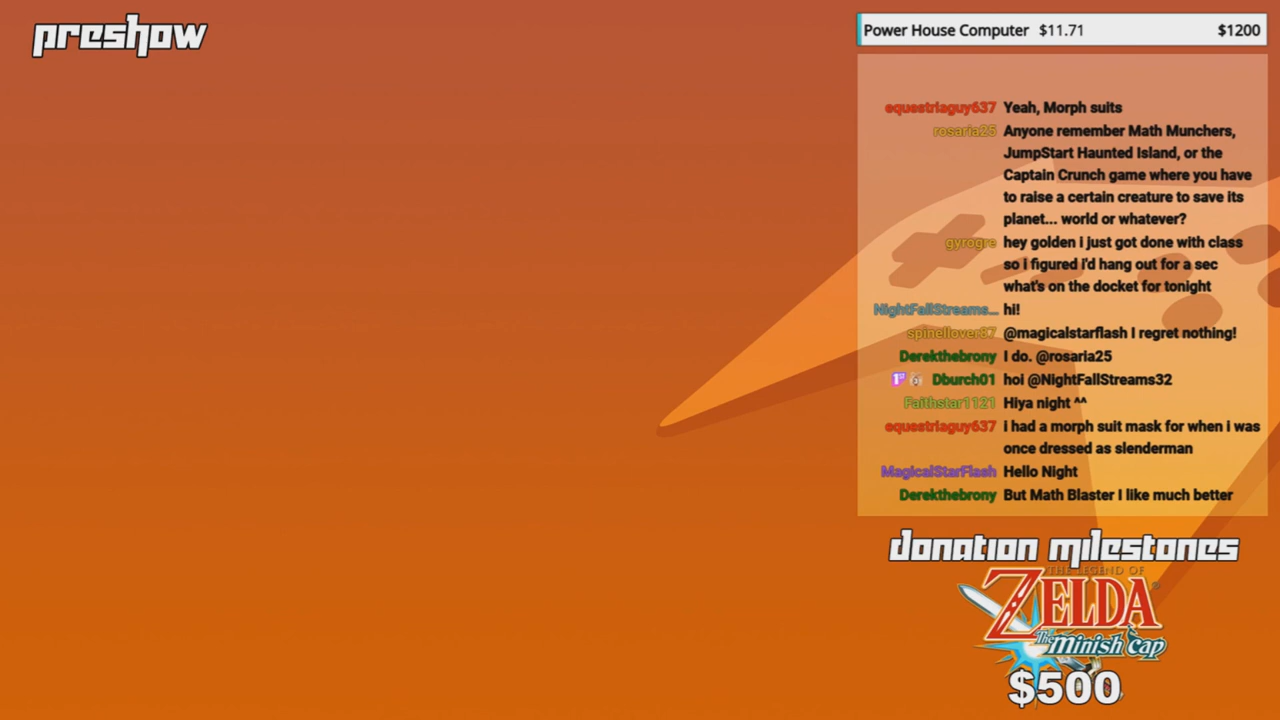 preshow
Power House Computer $11.71 $1200
equestriaguy637 Yeah, Morph suits
rosaria25 Anyone remember Math Munchers,
JumpStart Haunted Island, or the
Captain Crunch game where you have
to raise a certain creature to save its
planet... world or whatever?
gyrogre hey golden i just got done with class
so i figured i'd hang out for a sec
what's on the docket for tonight
NightFallStreams... hi!
spinellover87 @magicalstarflash I regret nothing!
Derekthebrony I do. @rosaria25
Dburch01 hoi @NightFallStreams32
Faithstar1121 Hiya night ^^
equestriaguy637 i had a morph suit mask for when i was
once dressed as slenderman
MagicalStarFlash Hello Night
Derekthebrony But Math Blaster I like much better
donation milestones
THE LEGEND OF
ZELDA
The Minish Cap
$500